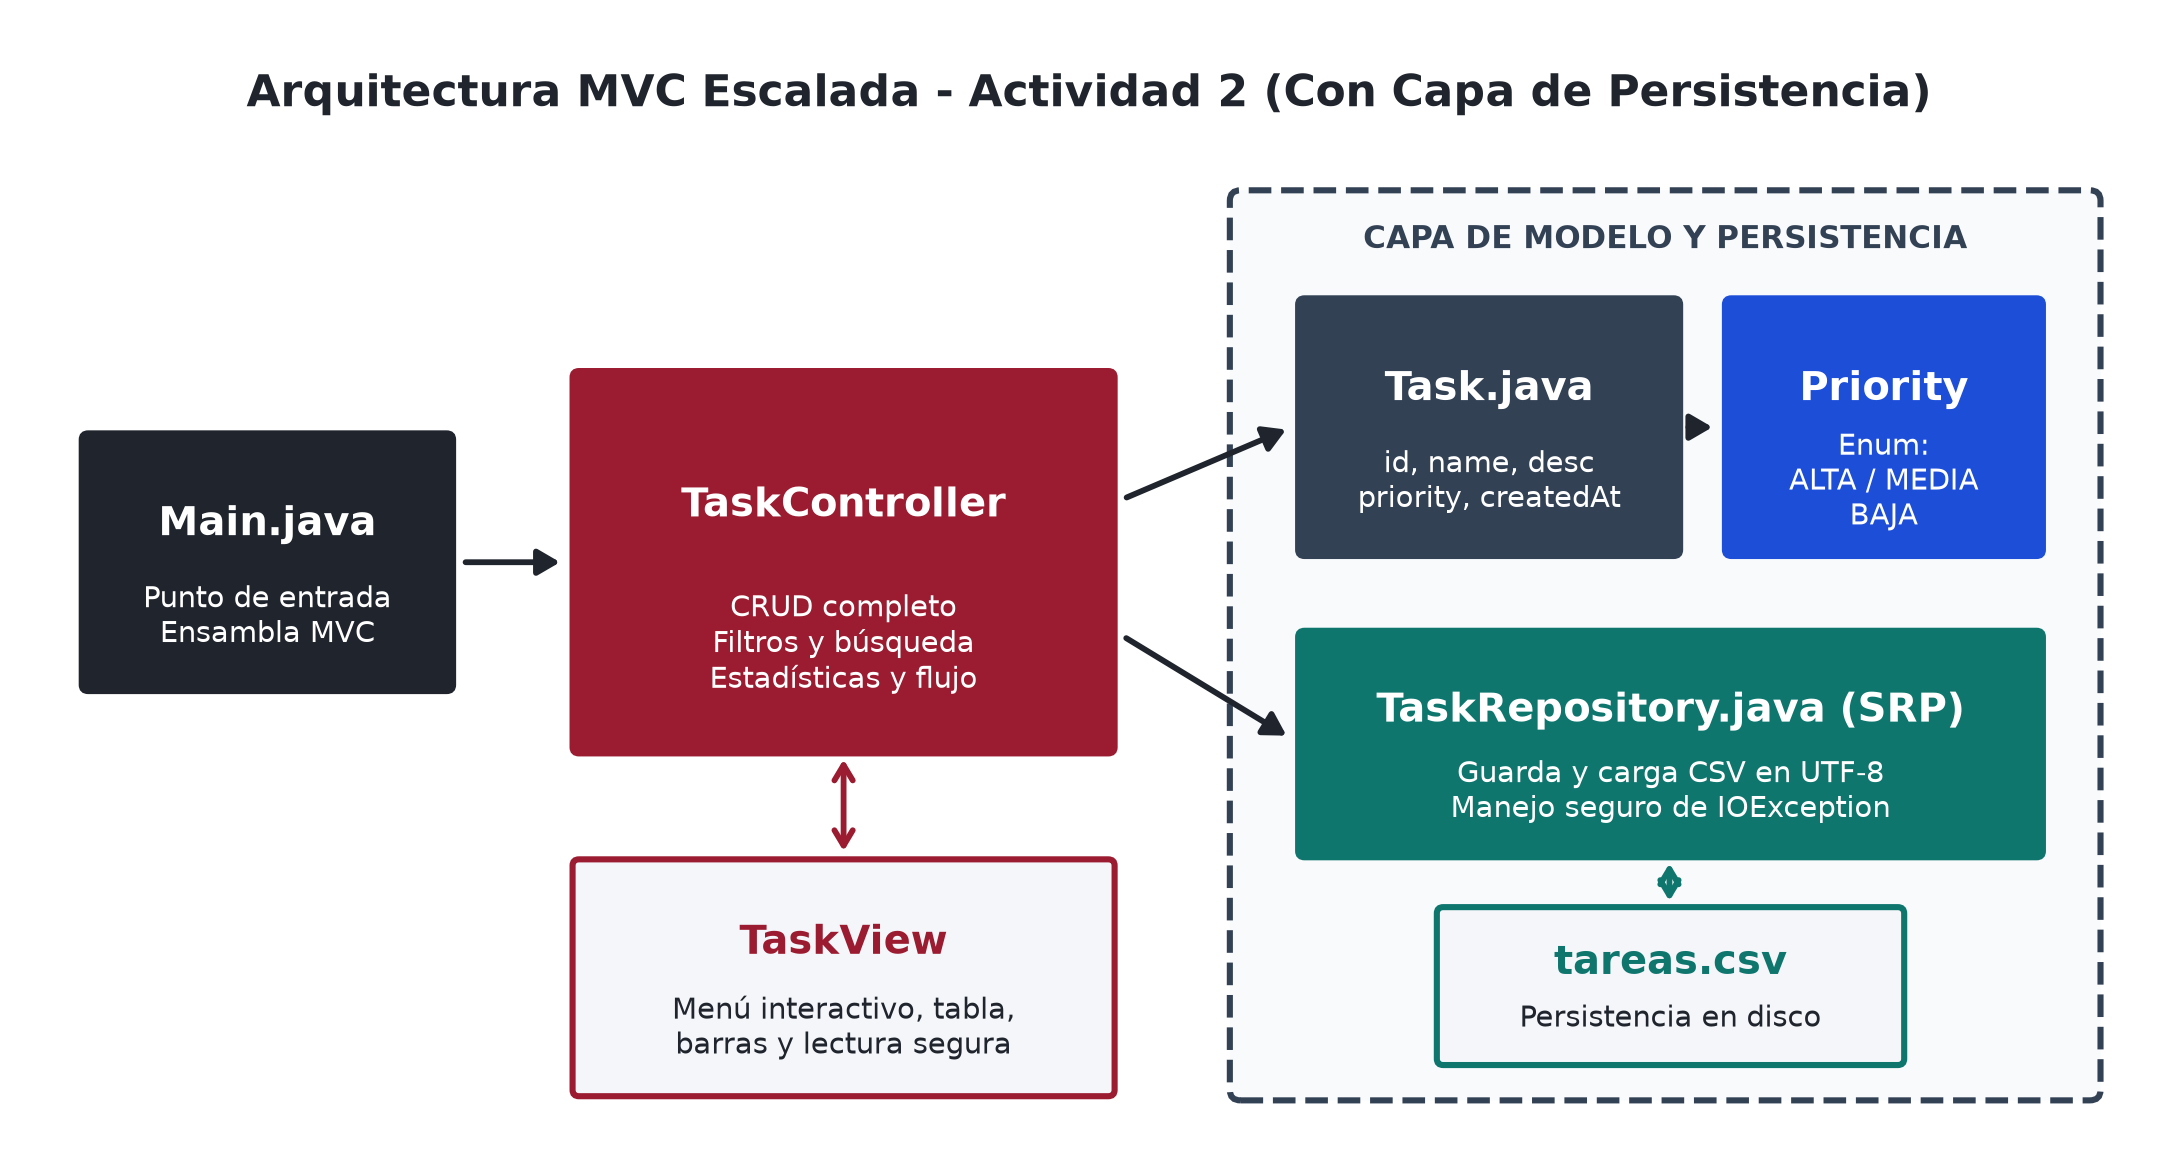 Arquitectura MVC Escalada - Actividad 2 (Con Capa de Persistencia)
Main.java
Punto de entrada
Ensambla MVC
TaskController
CRUD completo
Filtros y búsqueda
Estadísticas y flujo
TaskView
Menú interactivo, tabla,
barras y lectura segura
CAPA DE MODELO Y PERSISTENCIA
Task.java
id, name, desc
priority, createdAt
Priority
Enum:
ALTA / MEDIA
BAJA
TaskRepository.java (SRP)
Guarda y carga CSV en UTF-8
Manejo seguro de IOException
tareas.csv
Persistencia en disco